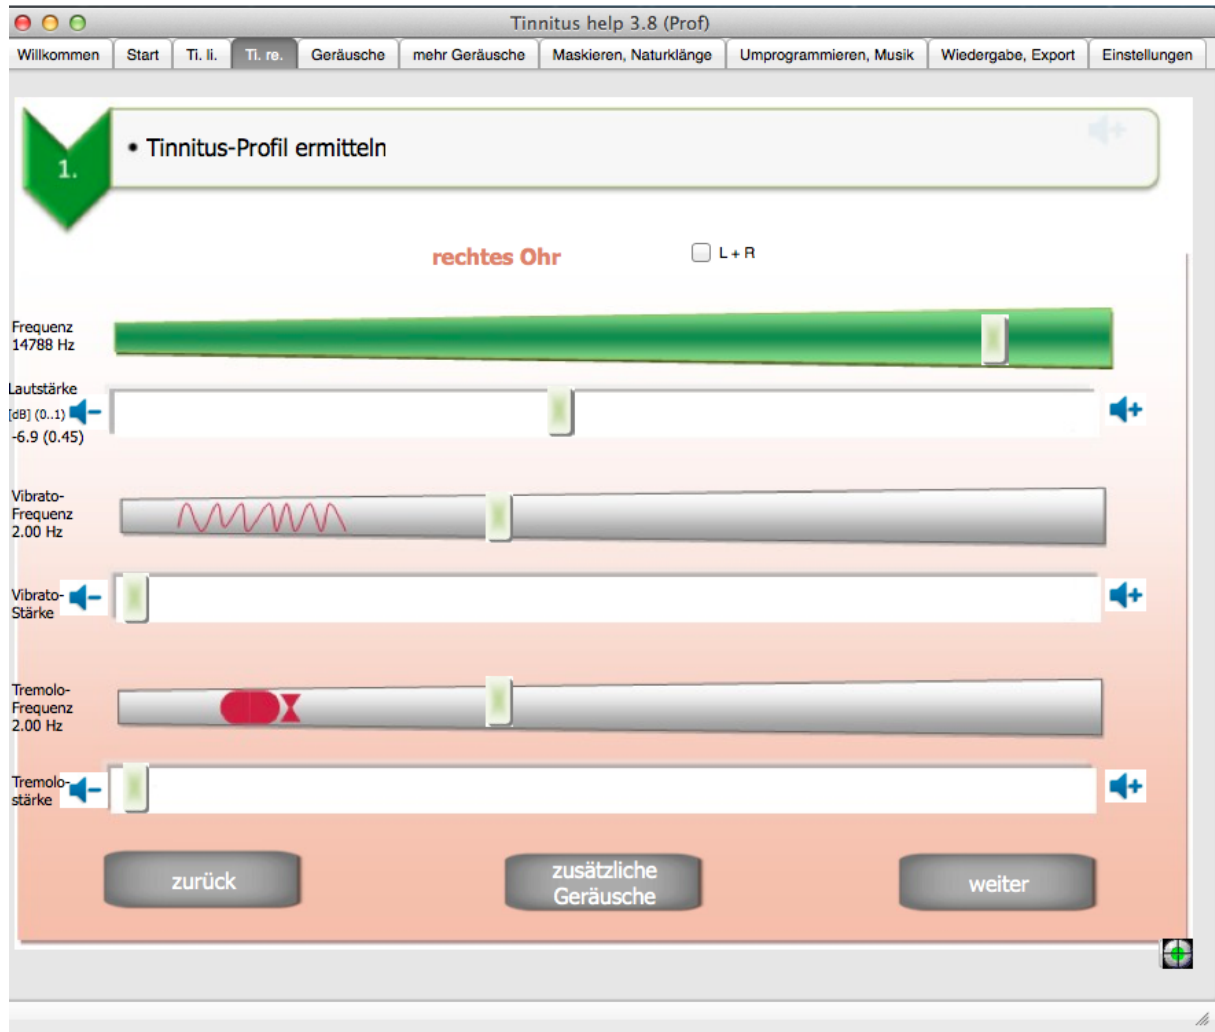 Tinnitus help 3.8 (Prof)
Willkommen Start Ti. li. Ti. re. Geräusche mehr Geräusche Maskieren, Naturklänge Umprogrammieren, Musik Wiedergabe, Export Einstellungen
1.
• Tinnitus-Profil ermitteln
rechtes Ohr
L + R
Frequenz
14788 Hz
Lautstärke
[dB] (0..1)
-6.9 (0.45)
Vibrato-
Frequenz
2.00 Hz
Vibrato-
Stärke
Tremolo-
Frequenz
2.00 Hz
Tremolo-
stärke
zurück
zusätzliche
Geräusche
weiter